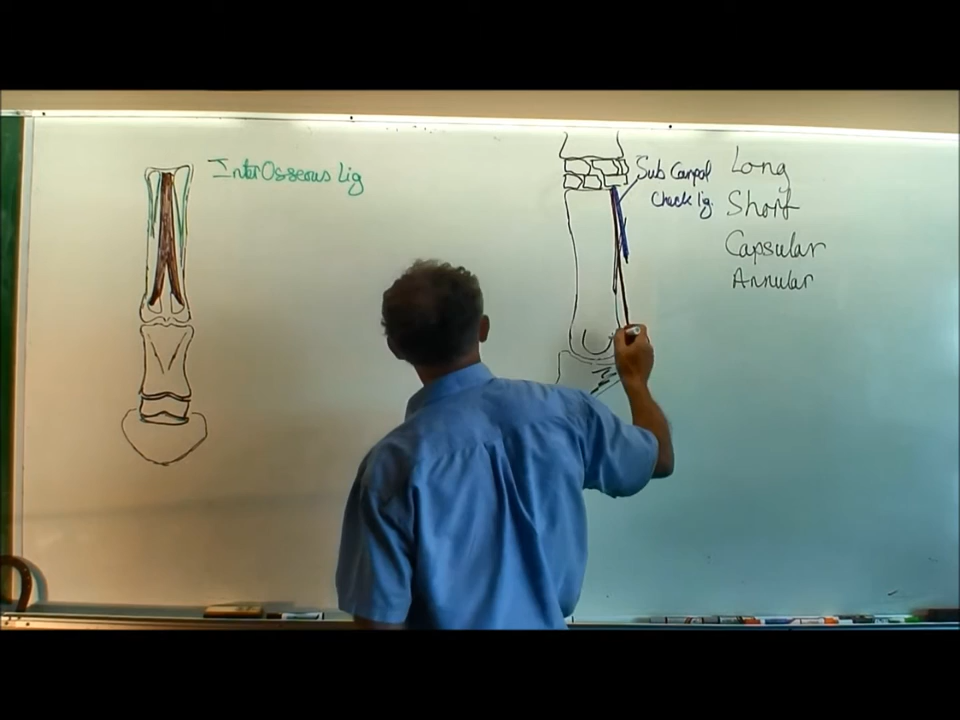 InterOsseous Lig
Sub Carpal
Check lig.
Long
Short
Capsular
Annular